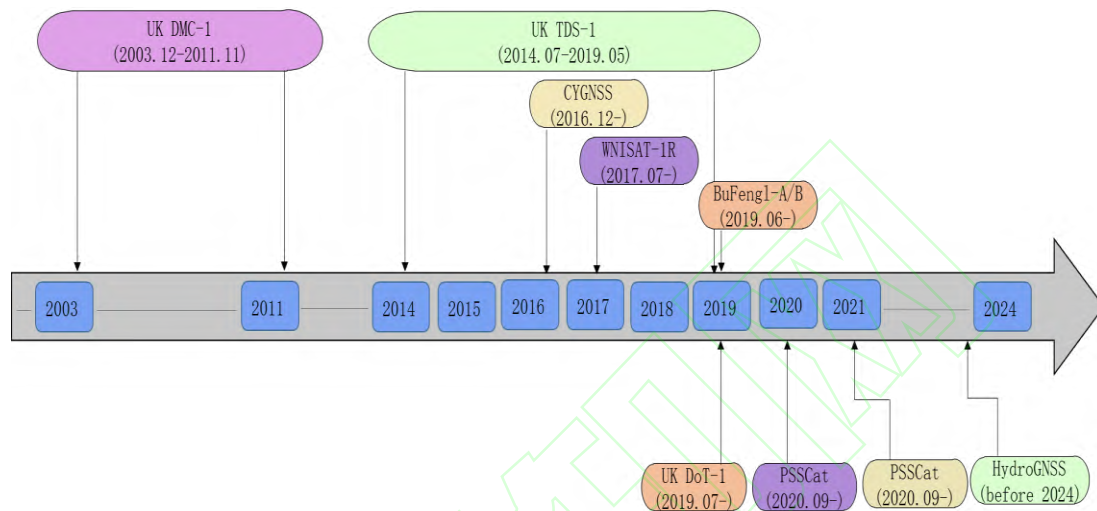 UK DMC-1
(2003.12-2011.11)
UK TDS-1
(2014.07-2019.05)
CYGNSS
(2016.12-)
WNISAT-1R
(2017.07-)
BuFeng1-A/B
(2019.06-)
2003
2011
2014
2015
2016
2017
2018
2019
2020
2021
2024
UK DoT-1
(2019.07-)
PSSCat
(2020.09-)
PSSCat
(2020.09-)
HydroGNSS
(before 2024)